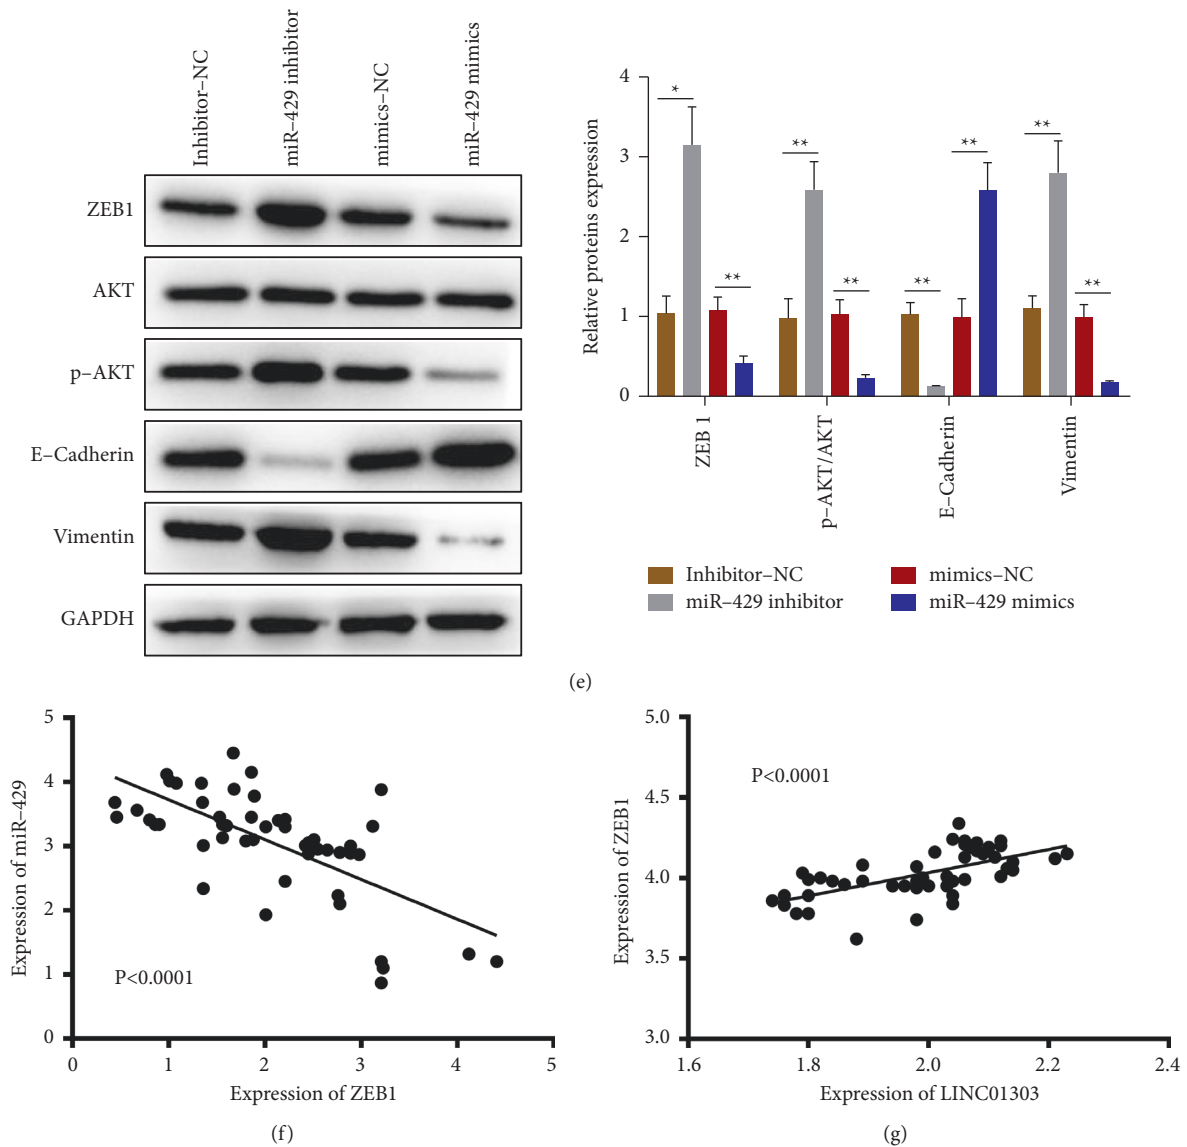 Inhibitor–NC
miR–429 inhibitor
mimics–NC
miR–429 mimics
ZEB1
AKT
p–AKT
E–Cadherin
Vimentin
GAPDH
Relative proteins expression
4
3
2
1
0
*
**
**
**
**
**
**
**
ZEB 1
p–AKT/AKT
E–Cadherin
Vimentin
Inhibitor–NC
miR–429 inhibitor
mimics–NC
miR–429 mimics
(e)
Expression of miR–429
5
4
3
2
1
0
P<0.0001
0 1 2 3 4 5
Expression of ZEB1
(f)
Expression of ZEB1
5.0
4.5
4.0
3.5
3.0
P<0.0001
1.6 1.8 2.0 2.2 2.4
Expression of LINC01303
(g)